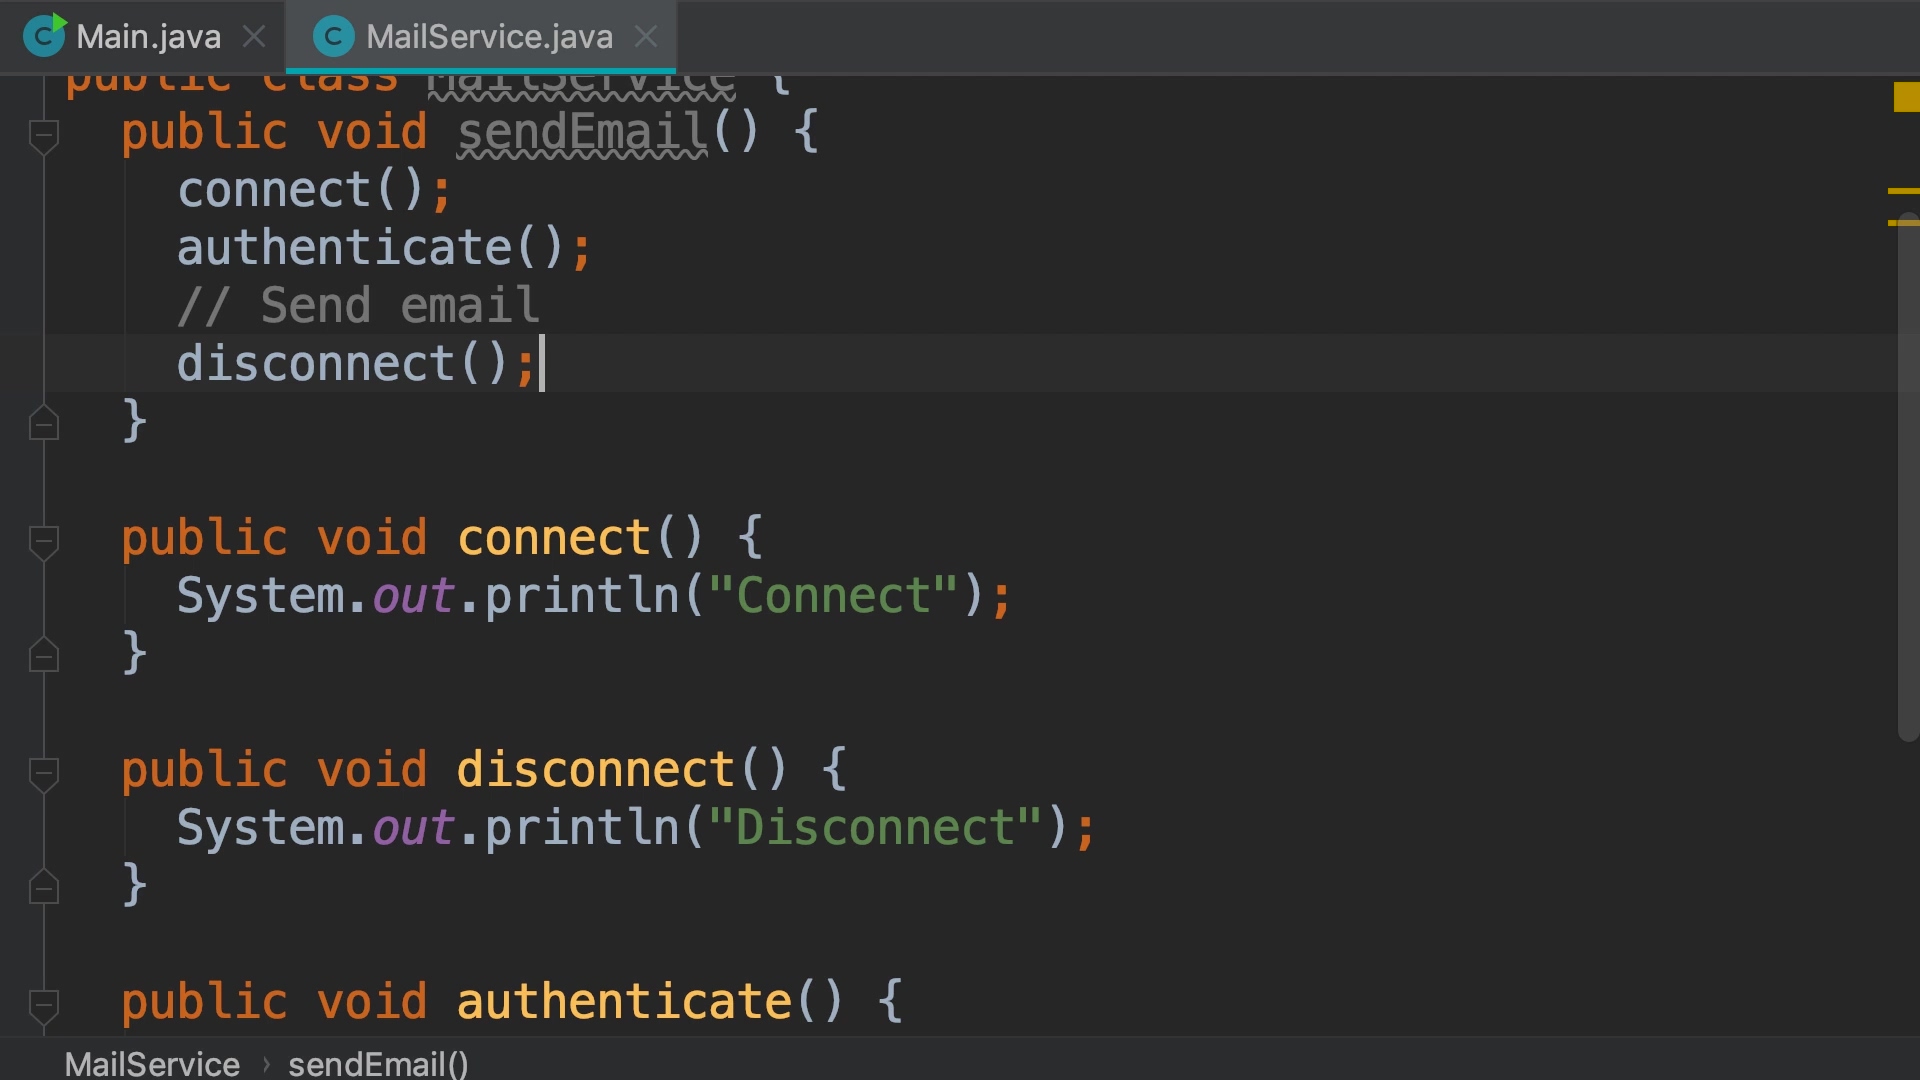 Main.java MailService.java
public class MailService {
public void sendEmail() {
connect();
authenticate();
// Send email
disconnect();
}
public void connect() {
System.out.println("Connect");
}
public void disconnect() {
System.out.println("Disconnect");
}
public void authenticate() {
MailService › sendEmail()